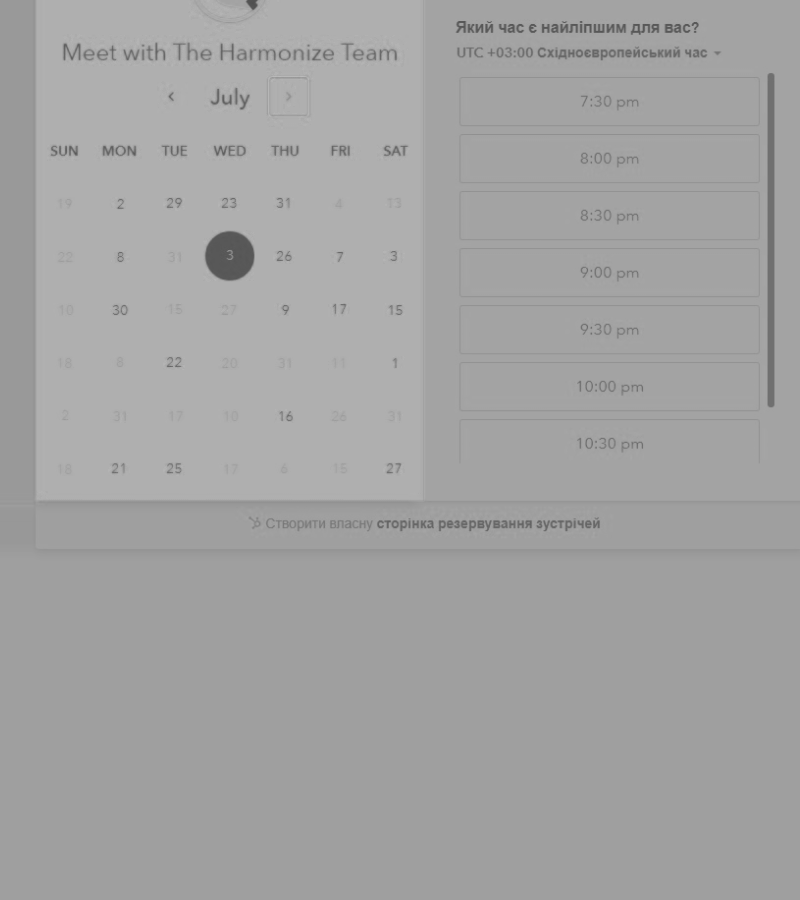 Meet with The Harmonize Team
July
SUN MON TUE WED THU FRI SAT
19 2 29 23 31 4 13
22 8 31 3 26 7 3
10 30 15 27 9 17 15
18 6 22 20 31 11 1
2 31 17 10 16 26 31
18 21 25 17 6 15 27
Який час є найліпшим для вас?
UTC +03:00 Східноєвропейський час
7:30 pm
8:00 pm
8:30 pm
9:00 pm
9:30 pm
10:00 pm
10:30 pm
Створити власну сторінка резервування зустрічей